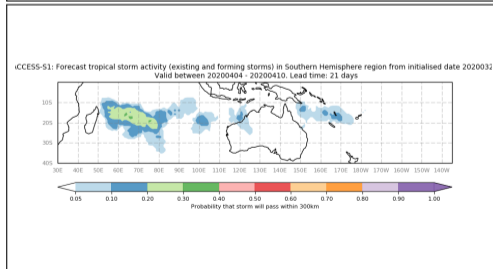 ACCESS-S1: Forecast tropical storm activity (existing and forming storms) in Southern Hemisphere region from initialised date 2020032
Valid between 20200404 - 20200410. Lead time: 21 days
10S
20S
30S
40S
30E 40E 50E 60E 70E 80E 90E 100E 110E 120E 130E 140E 150E 160E 170E 180W 170W 160W 150W 140W
0.05 0.10 0.20 0.30 0.40 0.50 0.60 0.70 0.80 0.90 1.00
Probability that storm will pass within 300km